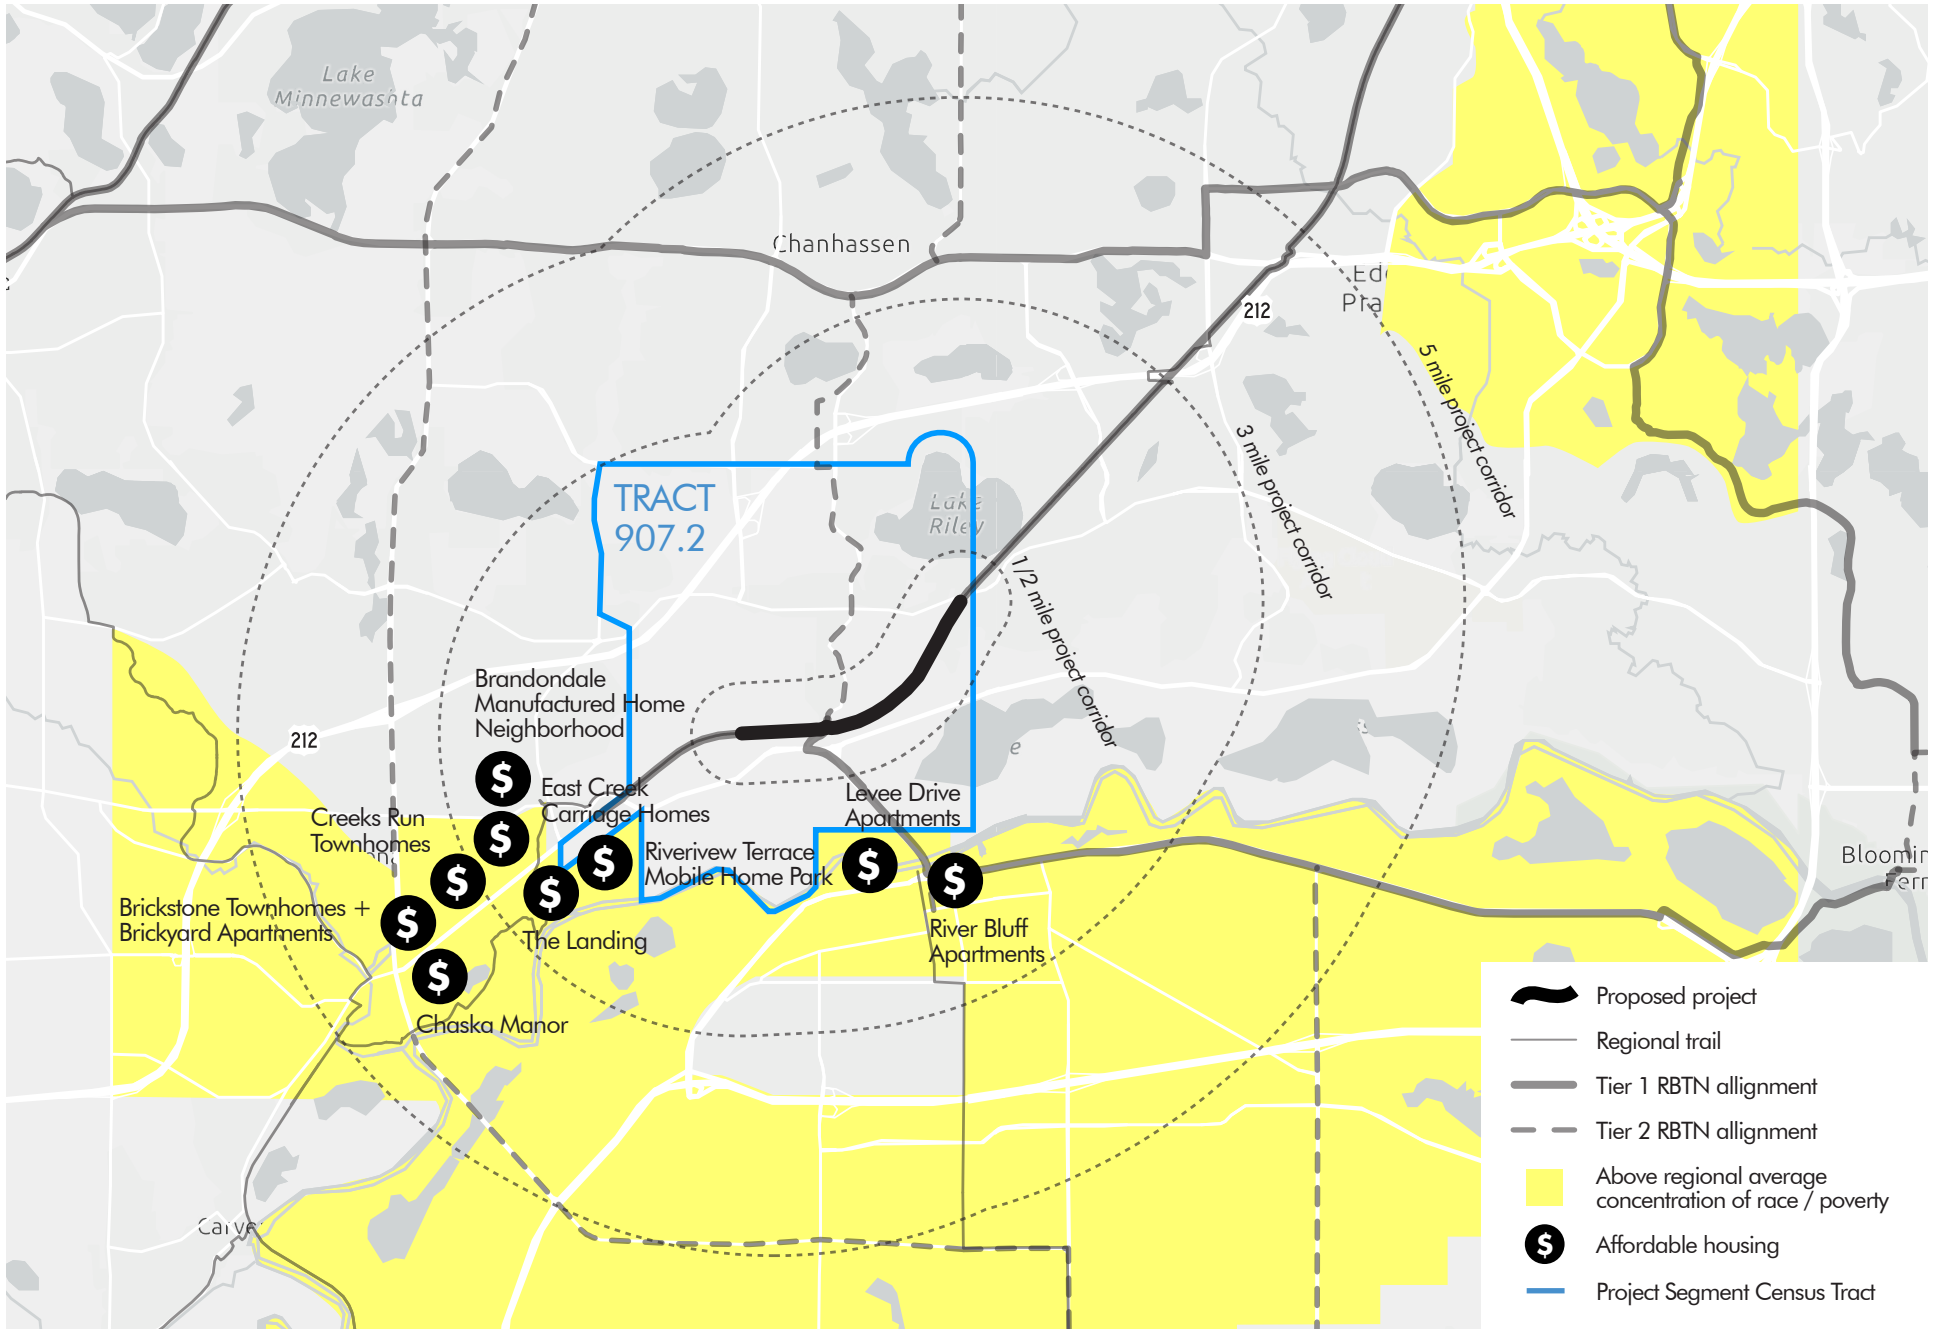 Lake
Minnewashta
Chanhassen
212
5 mile project corridor
3 mile project corridor
TRACT
907.2
Lake
Riley
1/2 mile project corridor
Brandondale
Manufactured Home
Neighborhood
212
East Creek
Carriage Homes
Levee Drive
Apartments
Creeks Run
Townhomes
Riverivew Terrace
Mobile Home Park
Brickstone Townhomes +
Brickyard Apartments
The Landing
River Bluff
Apartments
Chaska Manor
Bloomin
Ferr
Carve
Proposed project
Regional trail
Tier 1 RBTN allignment
Tier 2 RBTN allignment
Above regional average
concentration of race / poverty
$ Affordable housing
Project Segment Census Tract